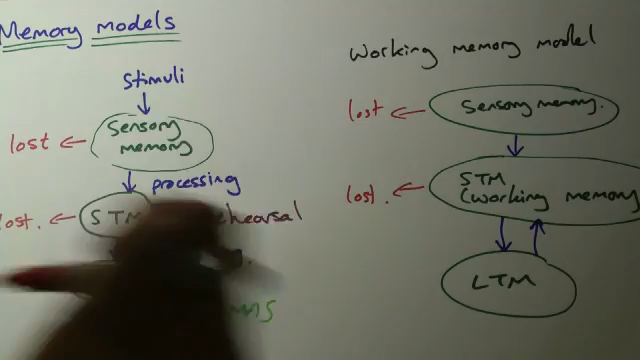 Memory models
Stimuli
lost
Sensory
memory
processing
lost.
STM
Working memory model
lost
Sensory memory.
lost.
STM
(working memory
LTM